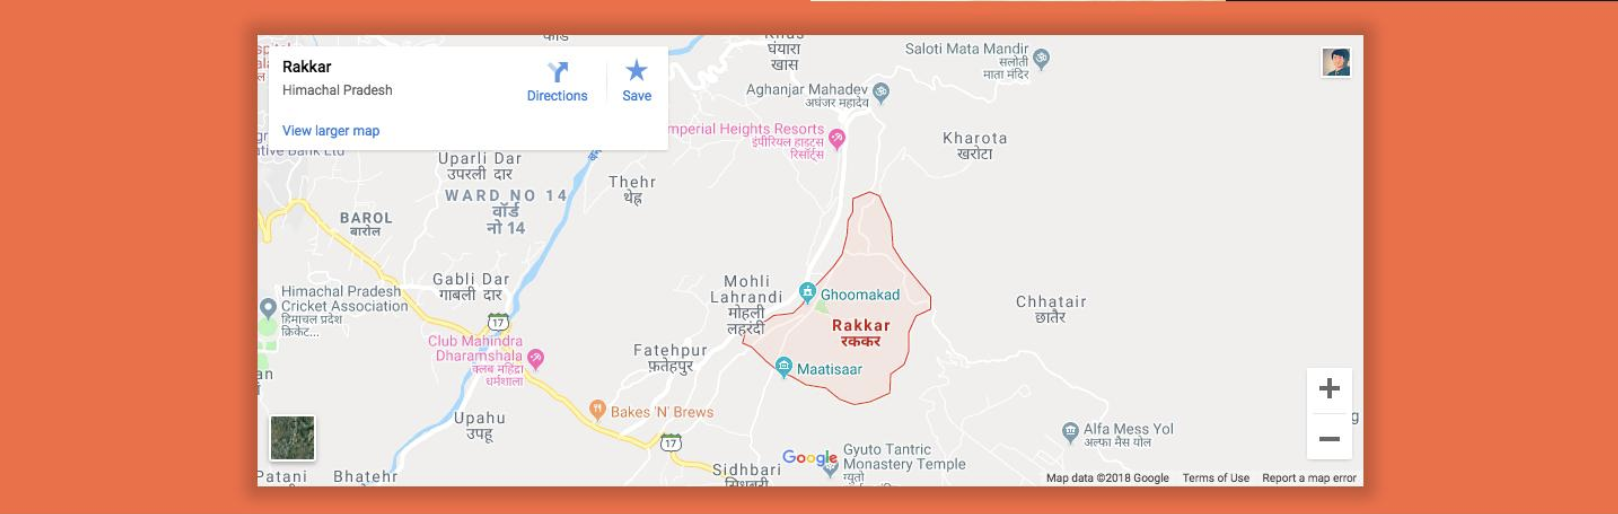 Rakkar
Himachal Pradesh
Directions
Save
View larger map
खास
घंयारा
खास
Saloti Mata Mandir
सलोती
माता मंदिर
Aghanjar Mahadev
अघंजर महादेव
mperial Heights Resorts
इंपीरियल हाइट्स
रिसॉर्ट्स
Kharota
खरोटा
Uparli Dar
उपरली दार
Thehr
थेह्र
WARD NO 14
वॉर्ड
नो 14
BAROL
बारोल
Gabli Dar
गाबली दार
Himachal Pradesh
Cricket Association
हिमाचल प्रदेश
क्रिकेट...
17
Mohli
Lahrandi
मोहली
लहरंदी
Ghoomakad
Rakkar
रककर
Chhatair
छातैर
Club Mahindra
Dharamshala
क्लब महिंद्रा
धर्मशाला
Fatehpur
फ़तेहपुर
Maatisaar
Bakes 'N' Brews
Upahu
उपहू
17
Alfa Mess Yol
अल्फा मैस योल
Google
Gyuto Tantric
Monastery Temple
ग्युतो
Sidhbari
सिधबरी
Patani
Bhatehr
Map data ©2018 Google
Terms of Use
Report a map error